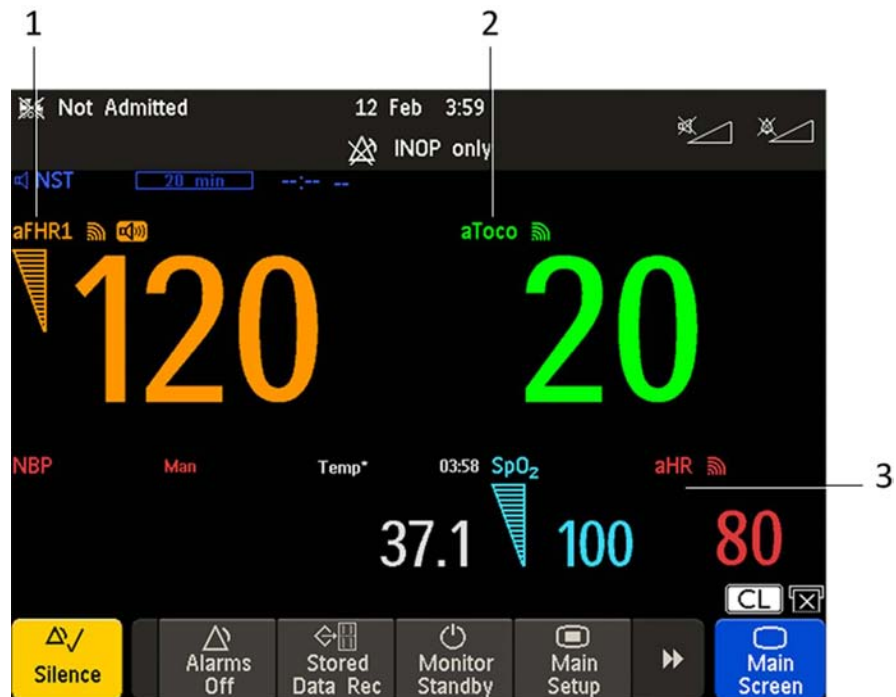 1 2
Not Admitted 12 Feb 3:59
INOP only
NST 20 min --:-- --
aFHR1 aToco
120 20
NBP Man Temp* 03:58 SpO₂ aHR 3
37.1 100 80
CL
Silence Alarms Off Stored Data Rec Monitor Standby Main Setup Main Screen